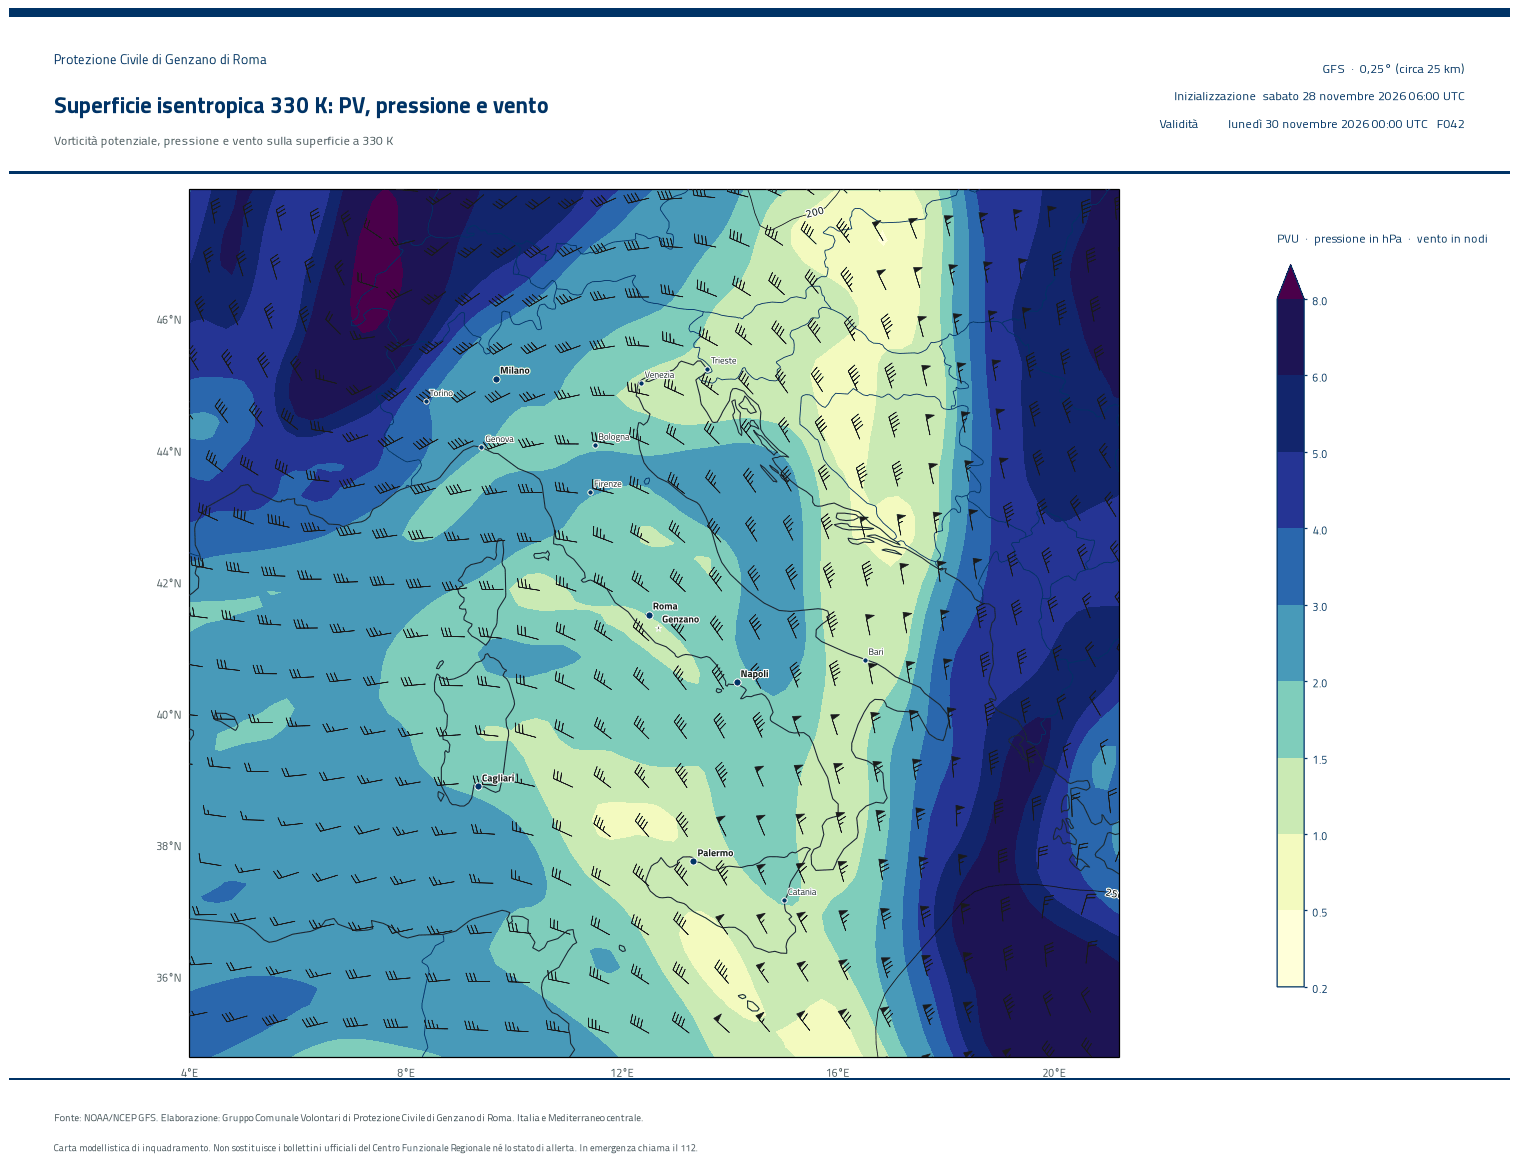 Protezione Civile di Genzano di Roma
Superficie isentropica 330 K: PV, pressione e vento
Vorticità potenziale, pressione e vento sulla superficie a 330 K
GFS · 0,25° (circa 25 km)
Inizializzazione sabato 28 novembre 2026 06:00 UTC
Validità lunedì 30 novembre 2026 00:00 UTC F042
PVU · pressione in hPa · vento in nodi
200
8.0
46°N
Trieste
Milano
Venezia
6.0
Torino
Genova
Bologna
44°N
5.0
Firenze
4.0
42°N
Roma
3.0
Genzano
Bari
Napoli
2.0
40°N
Cagliari
1.5
38°N
Palermo
1.0
Catania
25
0.5
36°N
0.2
4°E
8°E
12°E
16°E
20°E
Fonte: NOAA/NCEP GFS. Elaborazione: Gruppo Comunale Volontari di Protezione Civile di Genzano di Roma. Italia e Mediterraneo centrale.
Carta modellistica di inquadramento. Non sostituisce i bollettini ufficiali del Centro Funzionale Regionale né lo stato di allerta. In emergenza chiama il 112.